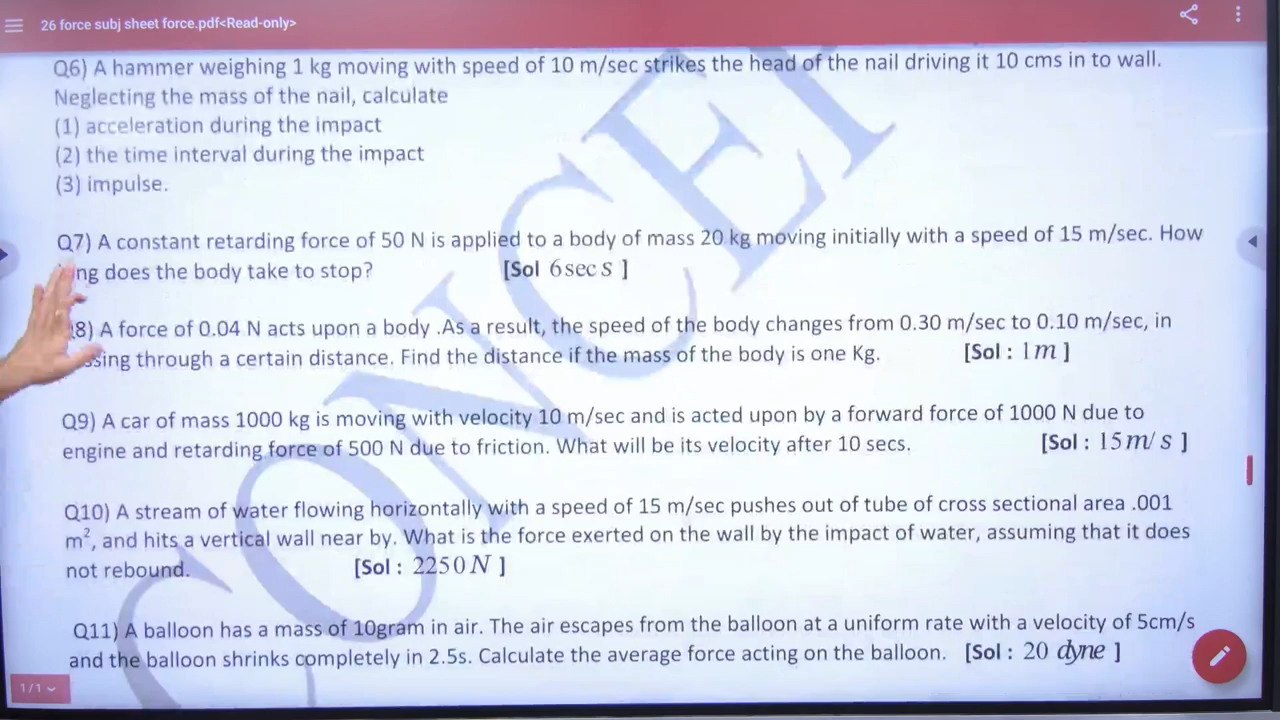 26 force subj sheet force.pdf<Read-only>
Q6) A hammer weighing 1 kg moving with speed of 10 m/sec strikes the head of the nail driving it 10 cms in to wall.
Neglecting the mass of the nail, calculate
(1) acceleration during the impact
(2) the time interval during the impact
(3) impulse.
Q7) A constant retarding force of 50 N is applied to a body of mass 20 kg moving initially with a speed of 15 m/sec. How
ng does the body take to stop? [Sol 6secs ]
8) A force of 0.04 N acts upon a body .As a result, the speed of the body changes from 0.30 m/sec to 0.10 m/sec, in
sing through a certain distance. Find the distance if the mass of the body is one Kg. [Sol : 1m ]
Q9) A car of mass 1000 kg is moving with velocity 10 m/sec and is acted upon by a forward force of 1000 N due to
engine and retarding force of 500 N due to friction. What will be its velocity after 10 secs. [Sol : 15m/s ]
Q10) A stream of water flowing horizontally with a speed of 15 m/sec pushes out of tube of cross sectional area .001
m², and hits a vertical wall near by. What is the force exerted on the wall by the impact of water, assuming that it does
not rebound. [Sol : 2250N ]
Q11) A balloon has a mass of 10gram in air. The air escapes from the balloon at a uniform rate with a velocity of 5cm/s
and the balloon shrinks completely in 2.5s. Calculate the average force acting on the balloon. [Sol : 20 dyne ]
1/1
CONCEP